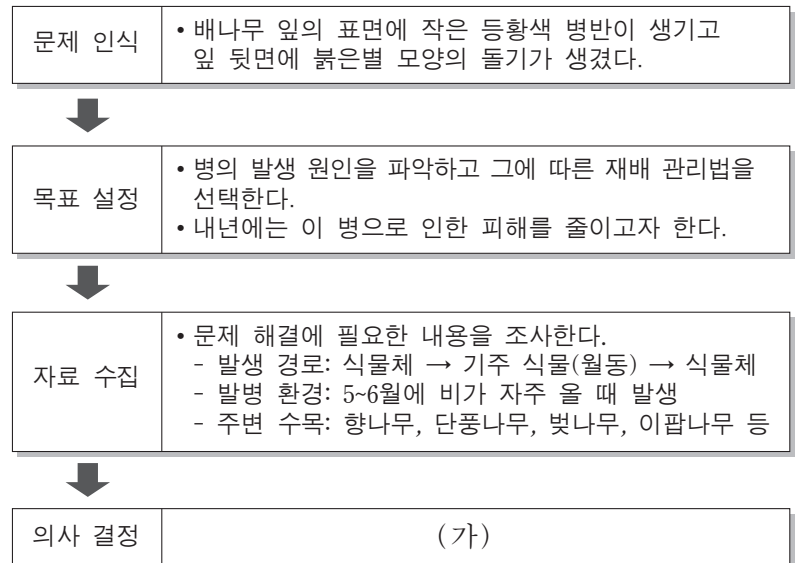 문제 인식
• 배나무 잎의 표면에 작은 등황색 병반이 생기고
잎 뒷면에 붉은별 모양의 돌기가 생겼다.
목표 설정
• 병의 발생 원인을 파악하고 그에 따른 재배 관리법을
선택한다.
• 내년에는 이 병으로 인한 피해를 줄이고자 한다.
자료 수집
• 문제 해결에 필요한 내용을 조사한다.
- 발생 경로: 식물체 → 기주 식물(월동) → 식물체
- 발병 환경: 5~6월에 비가 자주 올 때 발생
- 주변 수목: 향나무, 단풍나무, 벚나무, 이팝나무 등
의사 결정
(가)